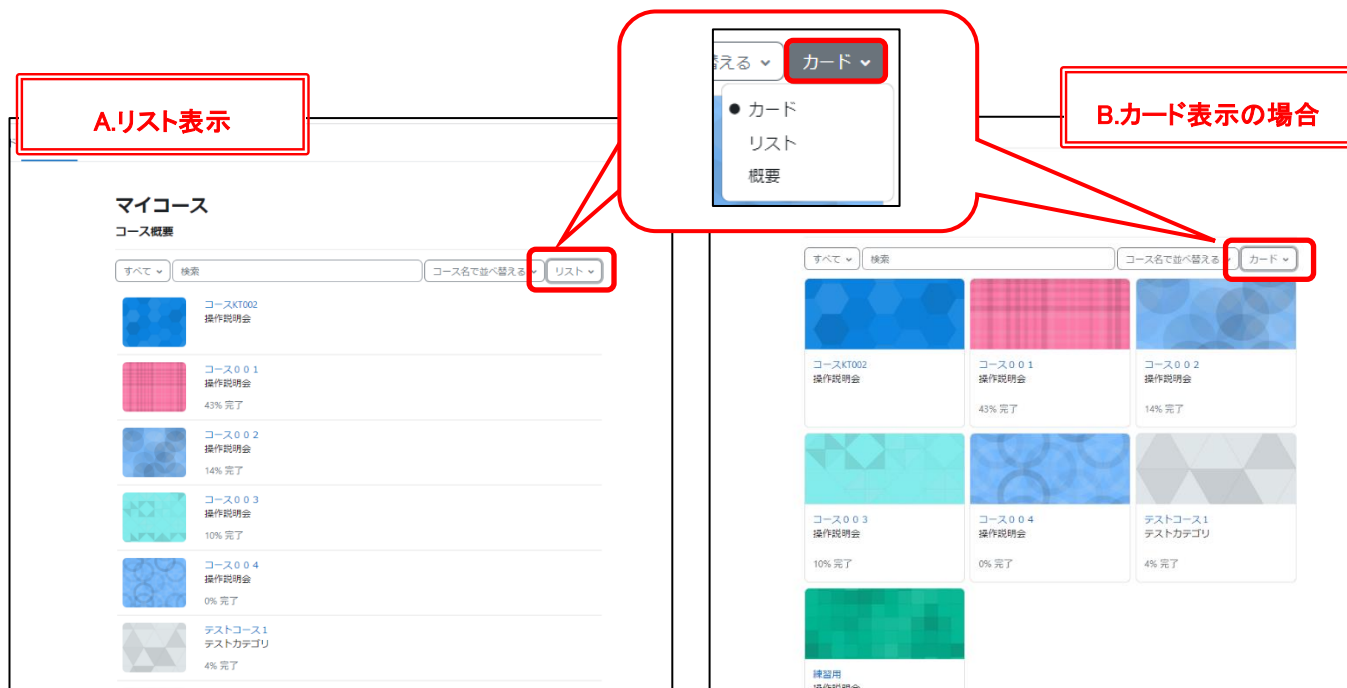 A.リスト表示
替える カード
カード
リスト
概要
B.カード表示の場合
マイコース
コース概要
すべて 検索 コース名で並べ替える リスト
コースKT002
操作説明会
コース００１
操作説明会
43% 完了
コース００２
操作説明会
14% 完了
コース００３
操作説明会
10% 完了
コース００４
操作説明会
0% 完了
テストコース1
テストカテゴリ
4% 完了
すべて 検索 コース名で並べ替える カード
コースKT002
操作説明会
コース００１
操作説明会
43% 完了
コース００２
操作説明会
14% 完了
コース００３
操作説明会
10% 完了
コース００４
操作説明会
0% 完了
テストコース1
テストカテゴリ
4% 完了
練習用
操作説明会